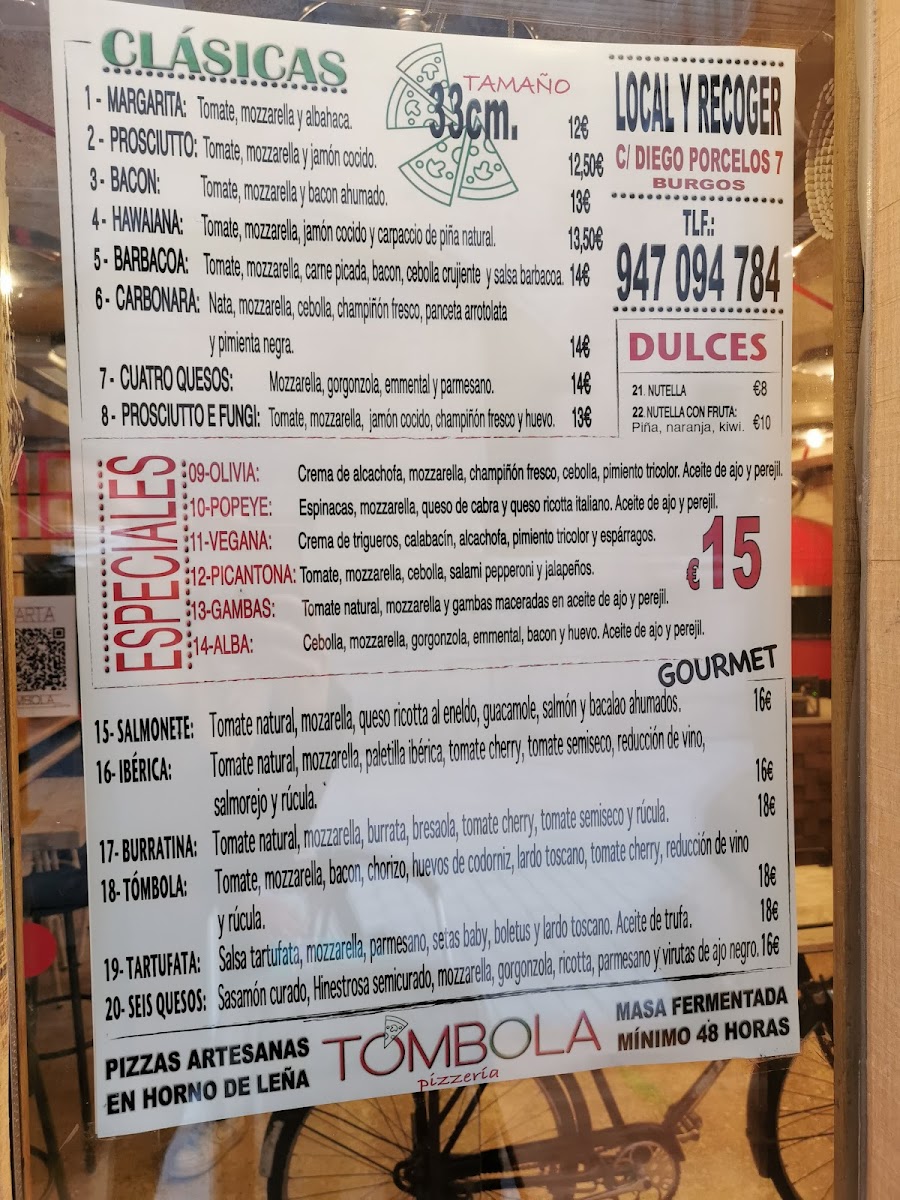 CLÁSICAS
TAMAÑO
33cm.
1 - MARGARITA: Tomate, mozzarella y albahaca. 12€
2 - PROSCIUTTO: Tomate, mozzarella y jamón cocido. 12,50€
3 - BACON: Tomate, mozzarella y bacon ahumado. 13€
4 - HAWAIANA: Tomate, mozzarella, jamón cocido y carpaccio de piña natural. 13,50€
5 - BARBACOA: Tomate, mozzarella, carne picada, bacon, cebolla crujiente y salsa barbacoa. 14€
6 - CARBONARA: Nata, mozzarella, cebolla, champiñón fresco, panceta arrotolata
y pimienta negra. 14€
7 - CUATRO QUESOS: Mozzarella, gorgonzola, emmental y parmesano. 14€
8 - PROSCIUTTO E FUNGI: Tomate, mozzarella, jamón cocido, champiñón fresco y huevo. 13€
LOCAL Y RECOGER
C/ DIEGO PORCELOS 7
BURGOS
TLF.:
947 094 784
DULCES
21. NUTELLA €8
22. NUTELLA CON FRUTA:
Piña, naranja, kiwi. €10
ESPECIALES
09-OLIVIA: Crema de alcachofa, mozzarella, champiñón fresco, cebolla, pimiento tricolor. Aceite de ajo y perejil.
10-POPEYE: Espinacas, mozzarella, queso de cabra y queso ricotta italiano. Aceite de ajo y perejil.
11-VEGANA: Crema de trigueros, calabacín, alcachofa, pimiento tricolor y espárragos.
12-PICANTONA: Tomate, mozzarella, cebolla, salami pepperoni y jalapeños.
13-GAMBAS: Tomate natural, mozzarella y gambas maceradas en aceite de ajo y perejil.
14-ALBA: Cebolla, mozzarella, gorgonzola, emmental, bacon y huevo. Aceite de ajo y perejil.
€15
GOURMET
15- SALMONETE: Tomate natural, mozarella, queso ricotta al eneldo, guacamole, salmón y bacalao ahumados. 16€
16- IBÉRICA: Tomate natural, mozzarella, paletilla ibérica, tomate cherry, tomate semiseco, reducción de vino,
salmorejo y rúcula. 16€
17- BURRATINA: Tomate natural, mozzarella, burrata, bresaola, tomate cherry, tomate semiseco y rúcula. 18€
18- TÓMBOLA: Tomate, mozzarella, bacon, chorizo, huevos de codorniz, lardo toscano, tomate cherry, reducción de vino
y rúcula. 18€
19- TARTUFATA: Salsa tartufata, mozzarella, parmesano, setas baby, boletus y lardo toscano. Aceite de trufa. 18€
20- SEIS QUESOS: Sasamón curado, Hinestrosa semicurado, mozzarella, gorgonzola, ricotta, parmesano y virutas de ajo negro. 16€
PIZZAS ARTESANAS
EN HORNO DE LEÑA
TÓMBOLA
pizzería
MASA FERMENTADA
MÍNIMO 48 HORAS